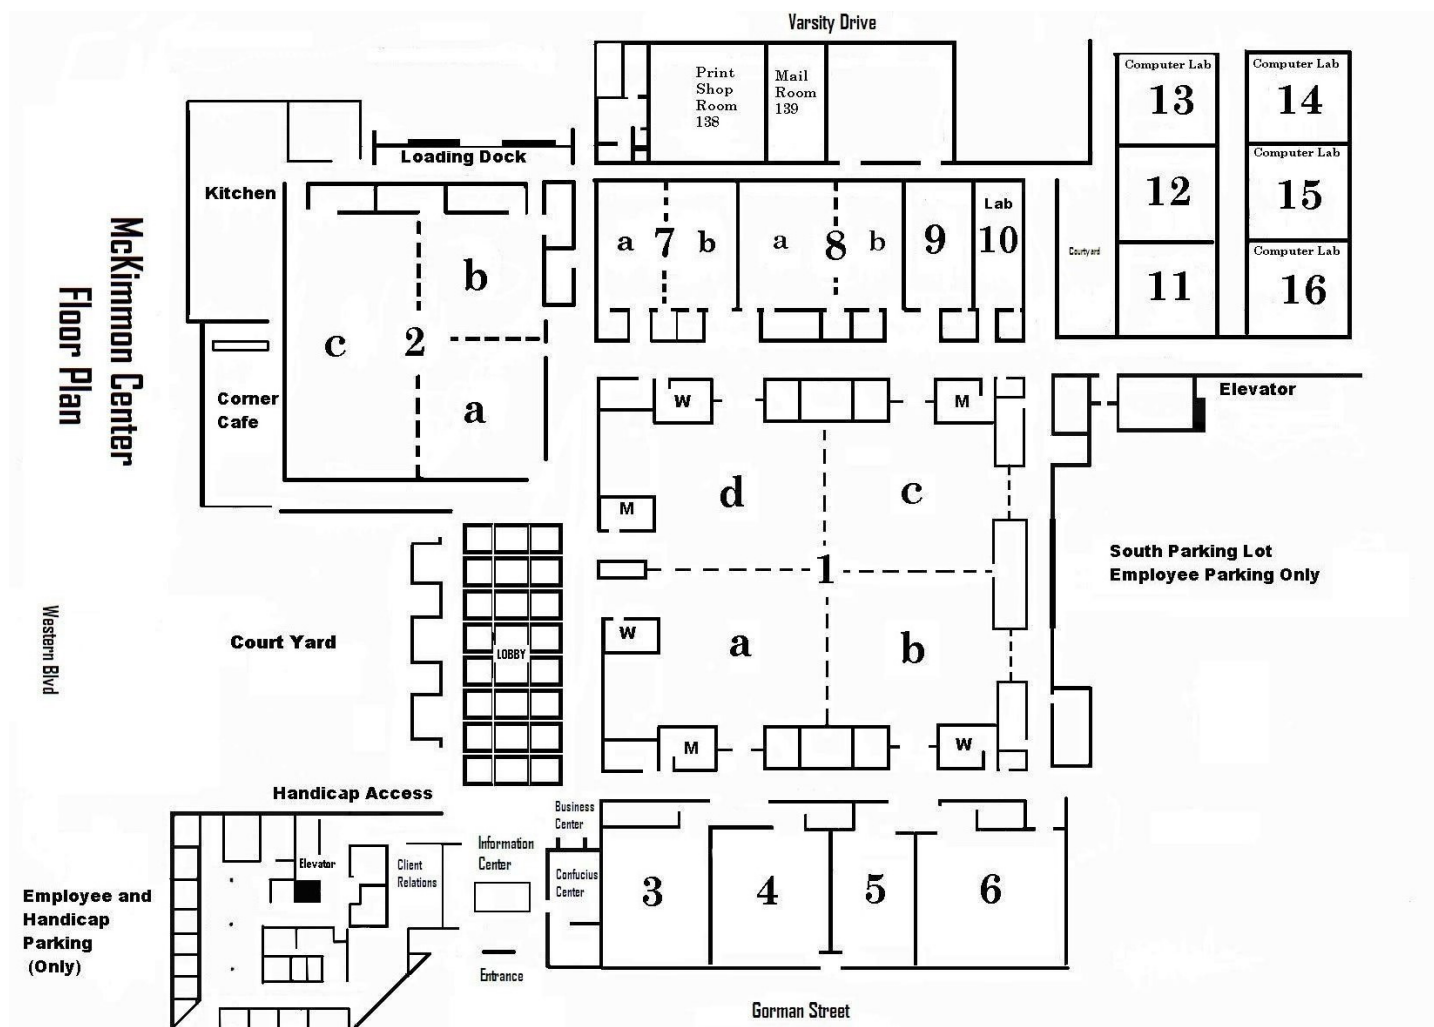 Varsity Drive
Print
Shop
Room
138
Mail
Room
139
Computer Lab
13
Computer Lab
14
Loading Dock
Kitchen
12
Computer Lab
15
McKimmon Center
Floor Plan
b
c
2
a
a
7
b
a
8
b
9
Lab
10
Courtyard
11
Computer Lab
16
Corner
Cafe
W
M
Elevator
d
c
M
1
South Parking Lot
Employee Parking Only
Western Blvd
Court Yard
LOBBY
W
a
b
M
W
Handicap Access
Business
Center
Information
Center
Elevator
Client
Relations
Confucius
Center
3
4
5
6
Employee and
Handicap
Parking
(Only)
Entrance
Gorman Street